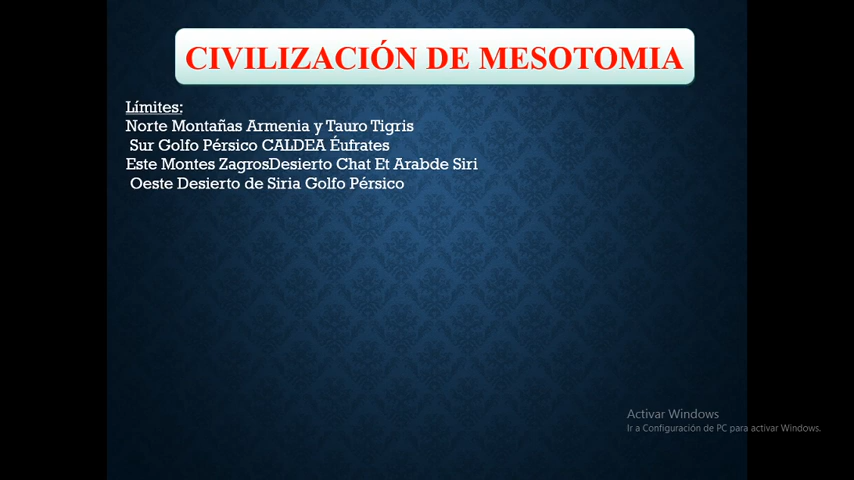 CIVILIZACIÓN DE MESOTOMIA
Límites:
Norte Montañas Armenia y Tauro Tigris
Sur Golfo Pérsico CALDEA Éufrates
Este Montes ZagrosDesierto Chat Et Arabde Siri
Oeste Desierto de Siria Golfo Pérsico
Activar Windows
Ir a Configuración de PC para activar Windows.